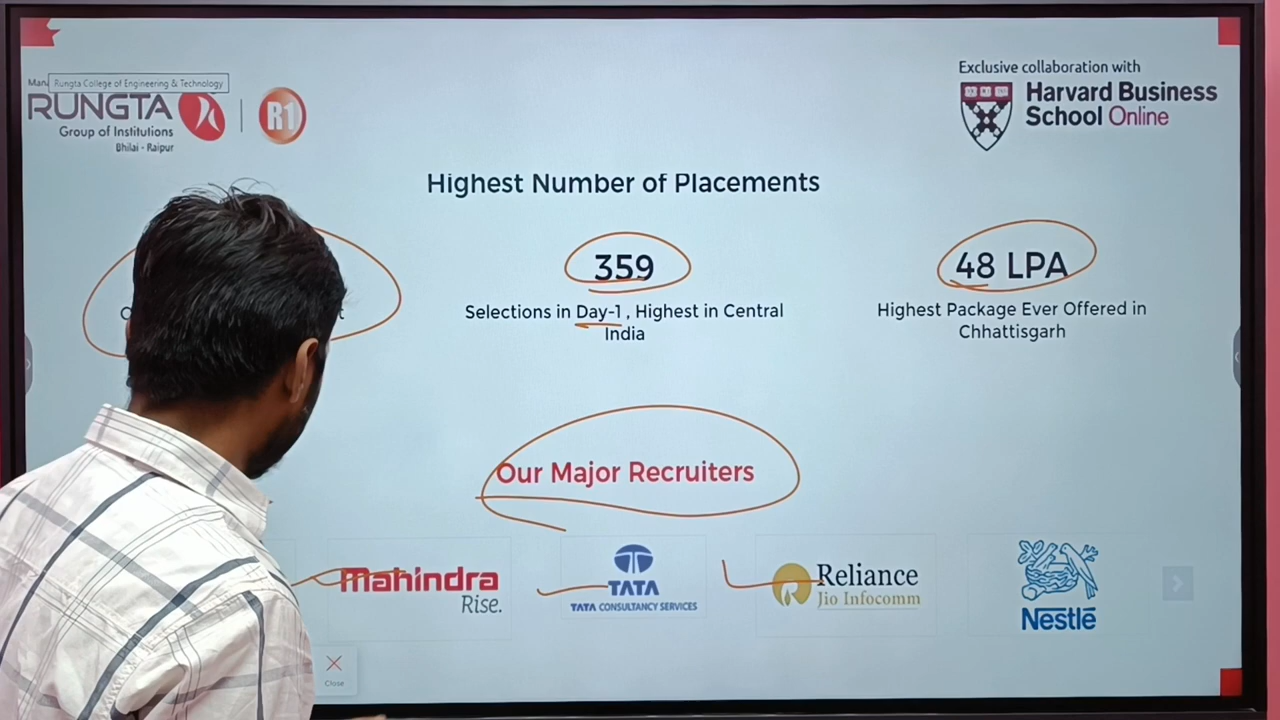 Rungta College of Engineering & Technology
RUNGTA
R1
Group of Institutions
Bhilai - Raipur
Exclusive collaboration with
Harvard Business
School Online
Highest Number of Placements
359
Selections in Day-1 , Highest in Central
India
48 LPA
Highest Package Ever Offered in
Chhattisgarh
Our Major Recruiters
Mahindra
Rise.
TATA
TATA CONSULTANCY SERVICES
Reliance
Jio Infocomm
Nestlé
Close